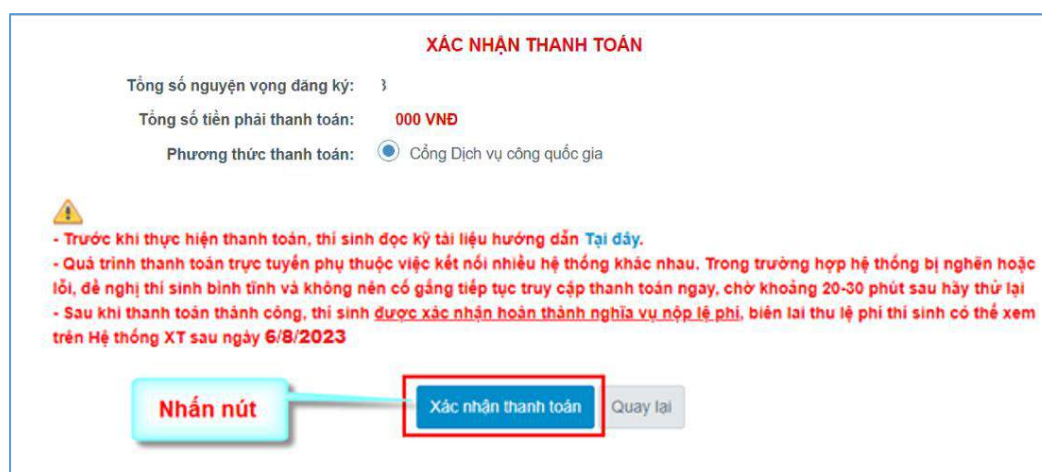 XÁC NHẬN THANH TOÁN
Tổng số nguyện vọng đăng ký:
Tổng số tiền phải thanh toán: 000 VNĐ
Phương thức thanh toán: Cổng Dịch vụ công quốc gia
- Trước khi thực hiện thanh toán, thí sinh đọc kỹ tài liệu hướng dẫn Tại đây.
- Quá trình thanh toán trực tuyến phụ thuộc việc kết nối nhiều hệ thống khác nhau. Trong trường hợp hệ thống bị nghẽn hoặc
lỗi, đề nghị thí sinh bình tĩnh và không nên cố gắng tiếp tục truy cập thanh toán ngay, chờ khoảng 20-30 phút sau hãy thử lại
- Sau khi thanh toán thành công, thí sinh được xác nhận hoàn thành nghĩa vụ nộp lệ phí, biên lai thu lệ phí thí sinh có thể xem
trên Hệ thống XT sau ngày 6/8/2023
Nhấn nút
Xác nhận thanh toán Quay lại